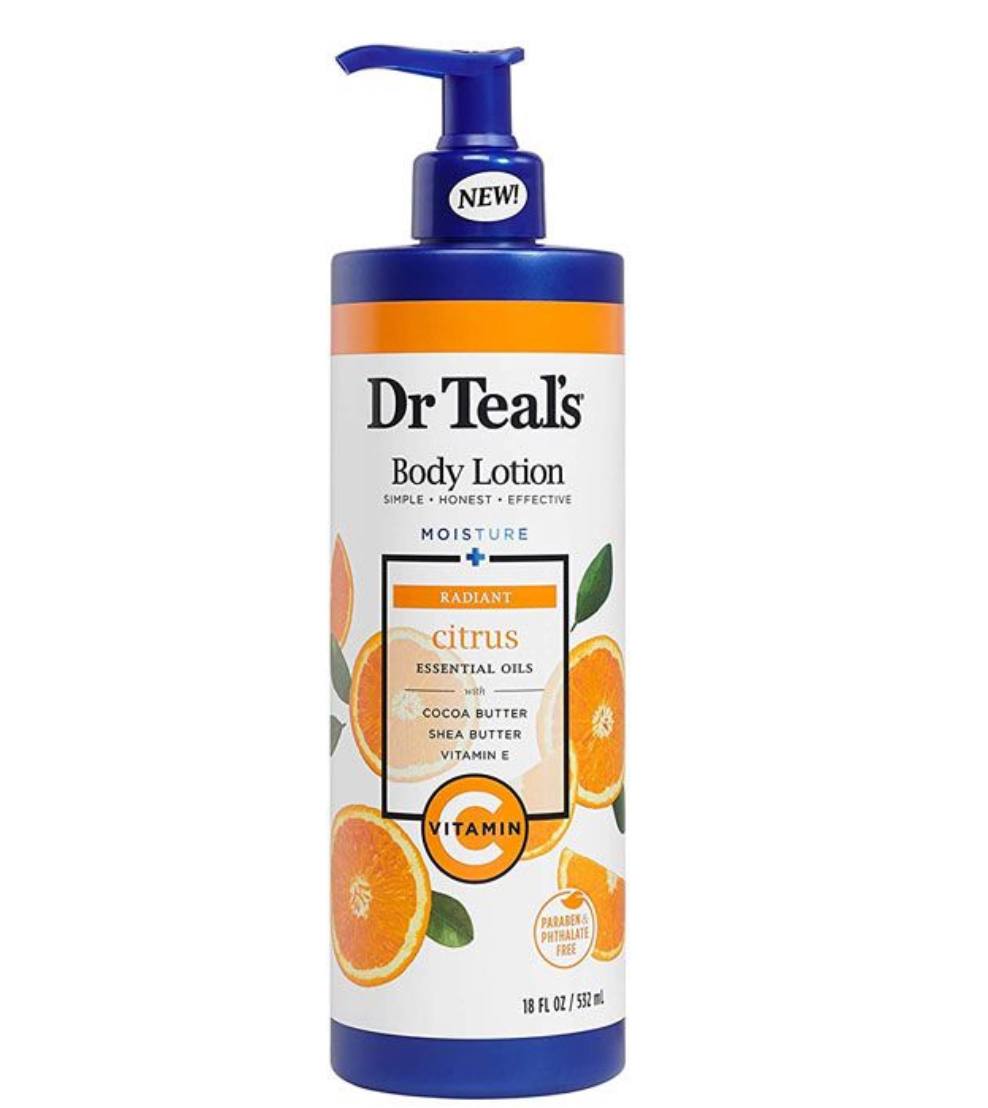 NEW!
Dr Teal's
Body Lotion
SIMPLE • HONEST • EFFECTIVE
MOISTURE
+
RADIANT
citrus
ESSENTIAL OILS
with
COCOA BUTTER
SHEA BUTTER
VITAMIN E
C
VITAMIN
PARABEN &
PHTHALATE
FREE
18 FL OZ / 532 mL